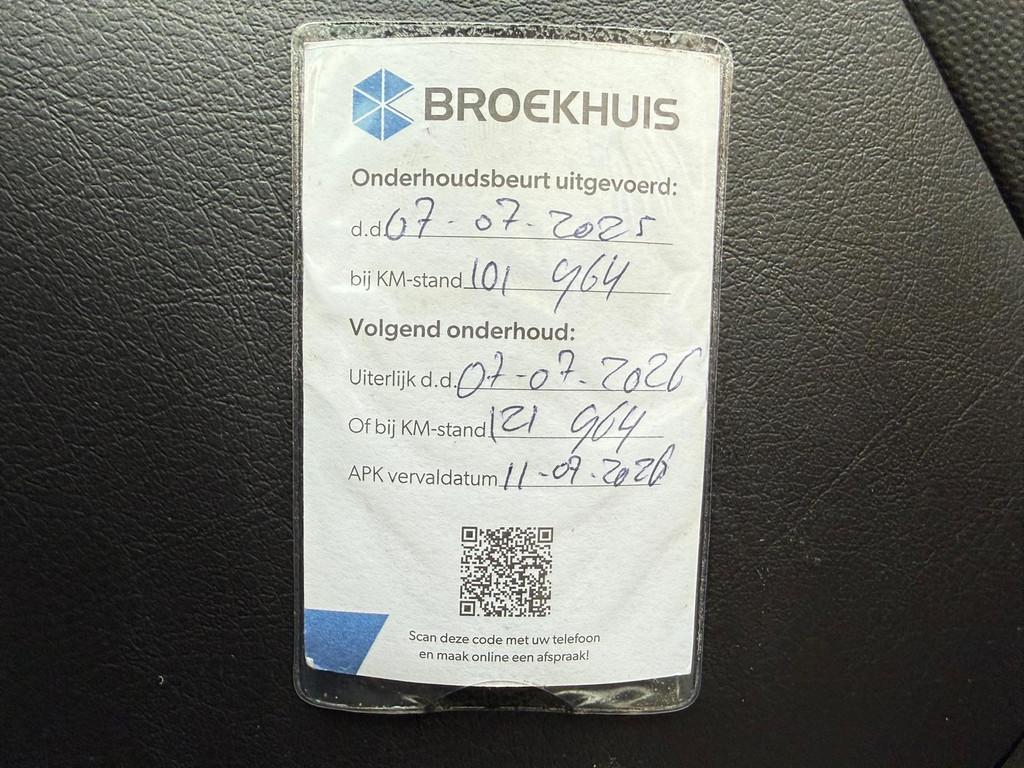 BROEKHUIS
Onderhoudsbeurt uitgevoerd:
d.d. 07-07-2025
bij KM-stand 101 964
Volgend onderhoud:
Uiterlijk d.d. 07-07-2026
Of bij KM-stand 121 964
APK vervaldatum 11-07-2026
Scan deze code met uw telefoon
en maak online een afspraak!